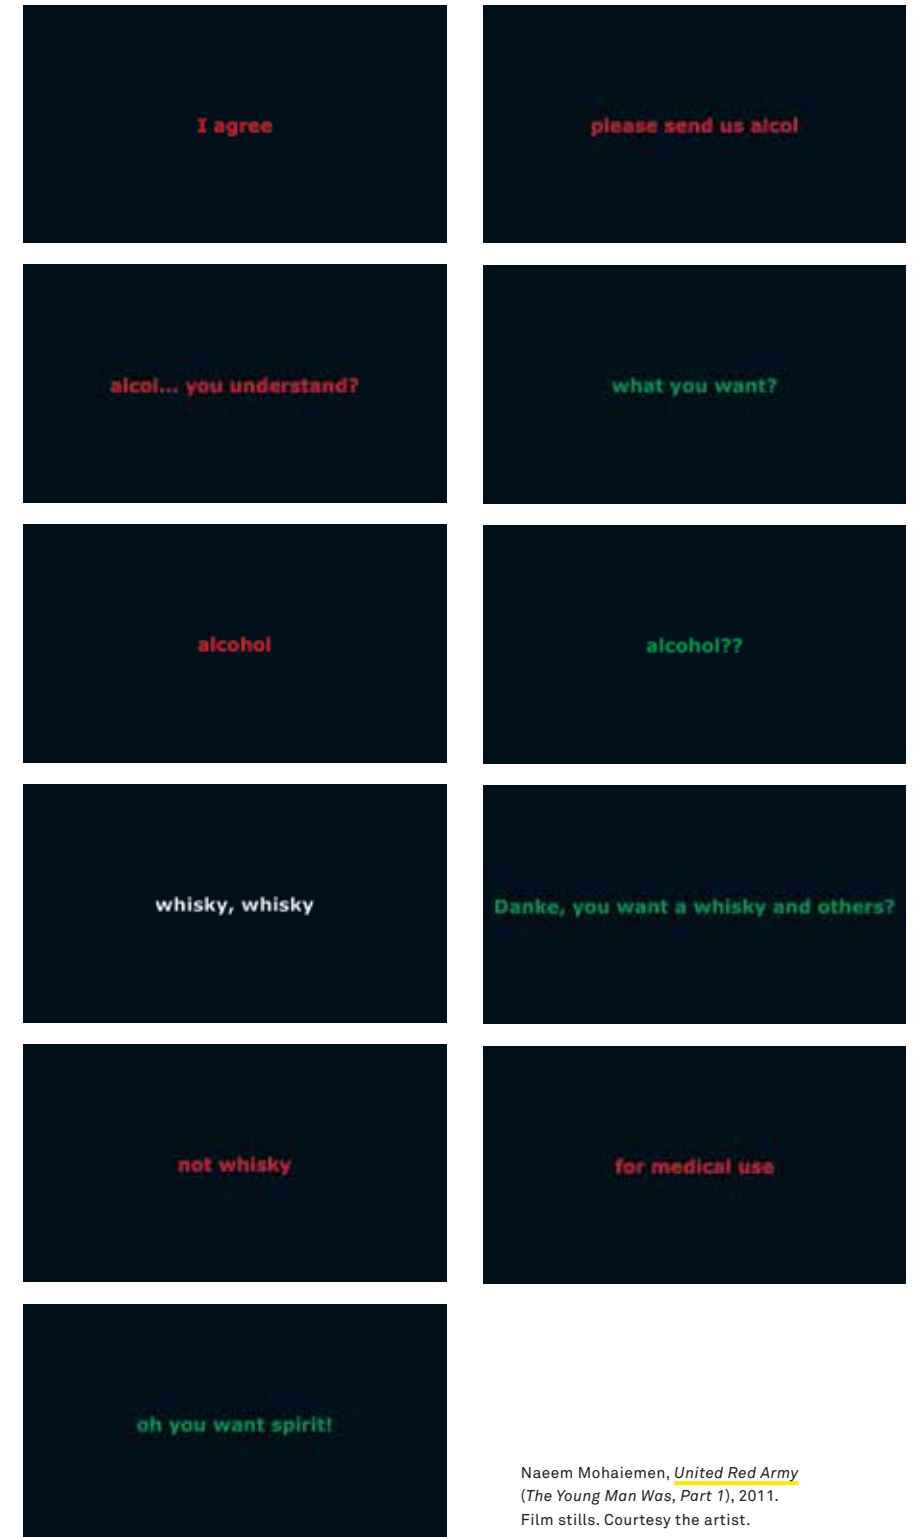 I agree
please send us alcol
alcol... you understand?
what you want?
alcohol
alcohol??
whisky, whisky
Danke, you want a whisky and others?
not whisky
for medical use
oh you want spirit!
Naeem Mohaiemen, United Red Army
(The Young Man Was, Part 1), 2011.
Film stills. Courtesy the artist.